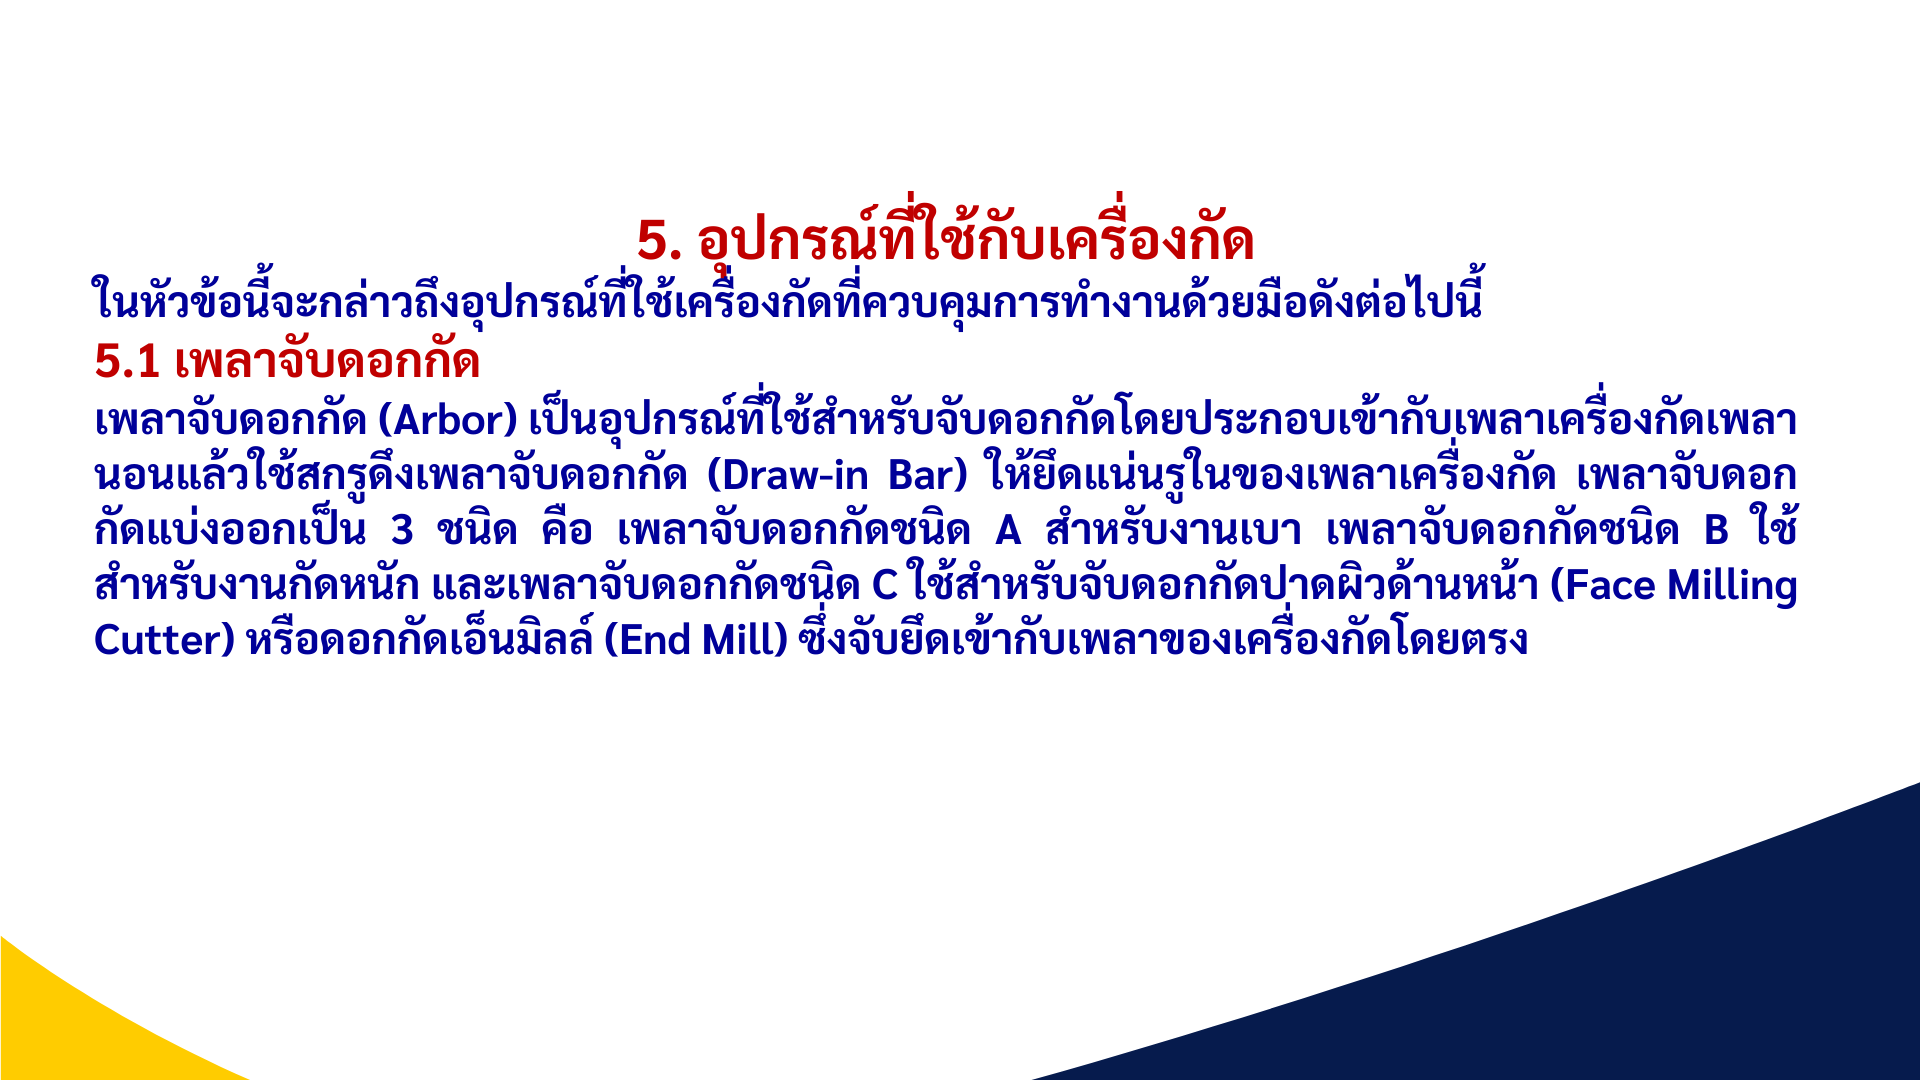 5. อุปกรณ์ที่ใช้กับเครื่องกัด
ในหัวข้อนี้จะกล่าวถึงอุปกรณ์ที่ใช้เครื่องกัดที่ควบคุมการทำงานด้วยมือดังต่อไปนี้
5.1 เพลาจับดอกกัด
เพลาจับดอกกัด (Arbor) เป็นอุปกรณ์ที่ใช้สำหรับจับดอกกัดโดยประกอบเข้ากับเพลาเครื่องกัดเพลา
นอนแล้วใช้สกรูดึงเพลาจับดอกกัด (Draw-in Bar) ให้ยึดแน่นรูในของเพลาเครื่องกัด เพลาจับดอก
กัดแบ่งออกเป็น 3 ชนิด คือ เพลาจับดอกกัดชนิด A สำหรับงานเบา เพลาจับดอกกัดชนิด B ใช้
สำหรับงานกัดหนัก และเพลาจับดอกกัดชนิด C ใช้สำหรับจับดอกกัดปาดผิวด้านหน้า (Face Milling
Cutter) หรือดอกกัดเอ็นมิลล์ (End Mill) ซึ่งจับยึดเข้ากับเพลาของเครื่องกัดโดยตรง